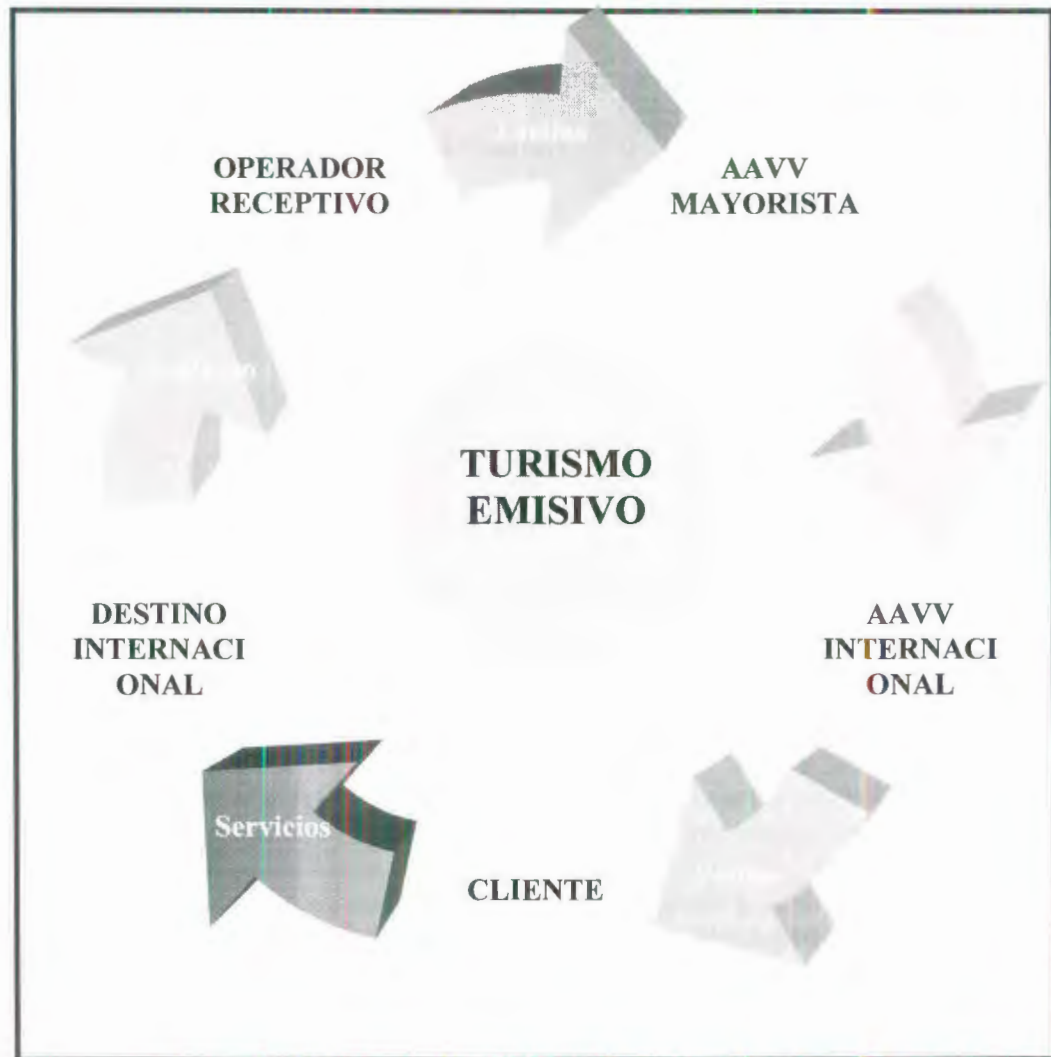 OPERADOR
RECEPTIVO
AAVV
MAYORISTA
TURISMO
EMISIVO
DESTINO
INTERNACI
ONAL
AAVV
INTERNACI
ONAL
Servicios
CLIENTE